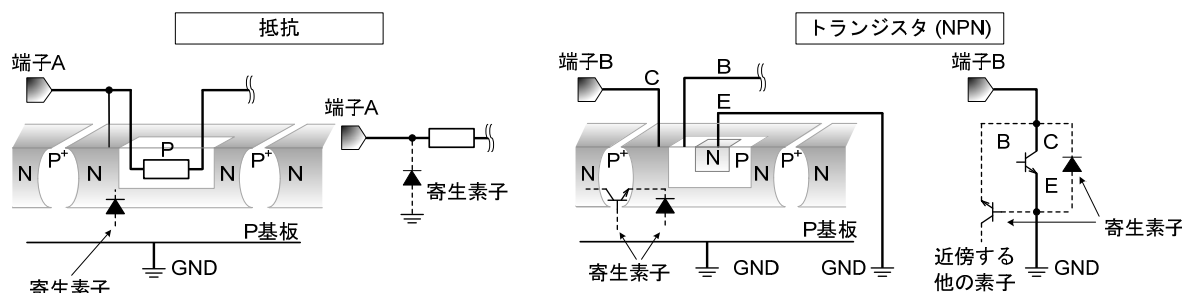 抵抗
トランジスタ (NPN)
端子A
端子A
N
P⁺
N
P
N
P⁺
N
寄生素子
P基板
GND
寄生素子
端子B
C
B
E
N
P⁺
N
N
P
N
P⁺
N
P基板
寄生素子
GND
GND
端子B
B
C
E
寄生素子
近傍する
他の素子
GND